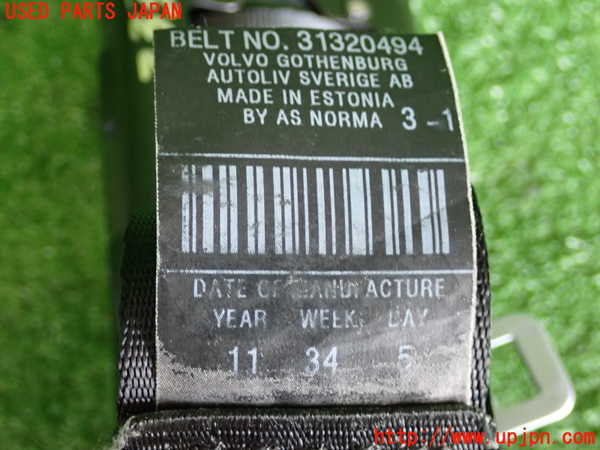 USED PARTS JAPAN
BELT NO. 31320494
VOLVO GOTHENBURG
AUTOLIV SVERIGE AB
MADE IN ESTONIA
BY AS NORMA 3-1
DATE OF MANUFACTURE
YEAR WEEK DAY
11 34 5
http://www.upjpn.com/